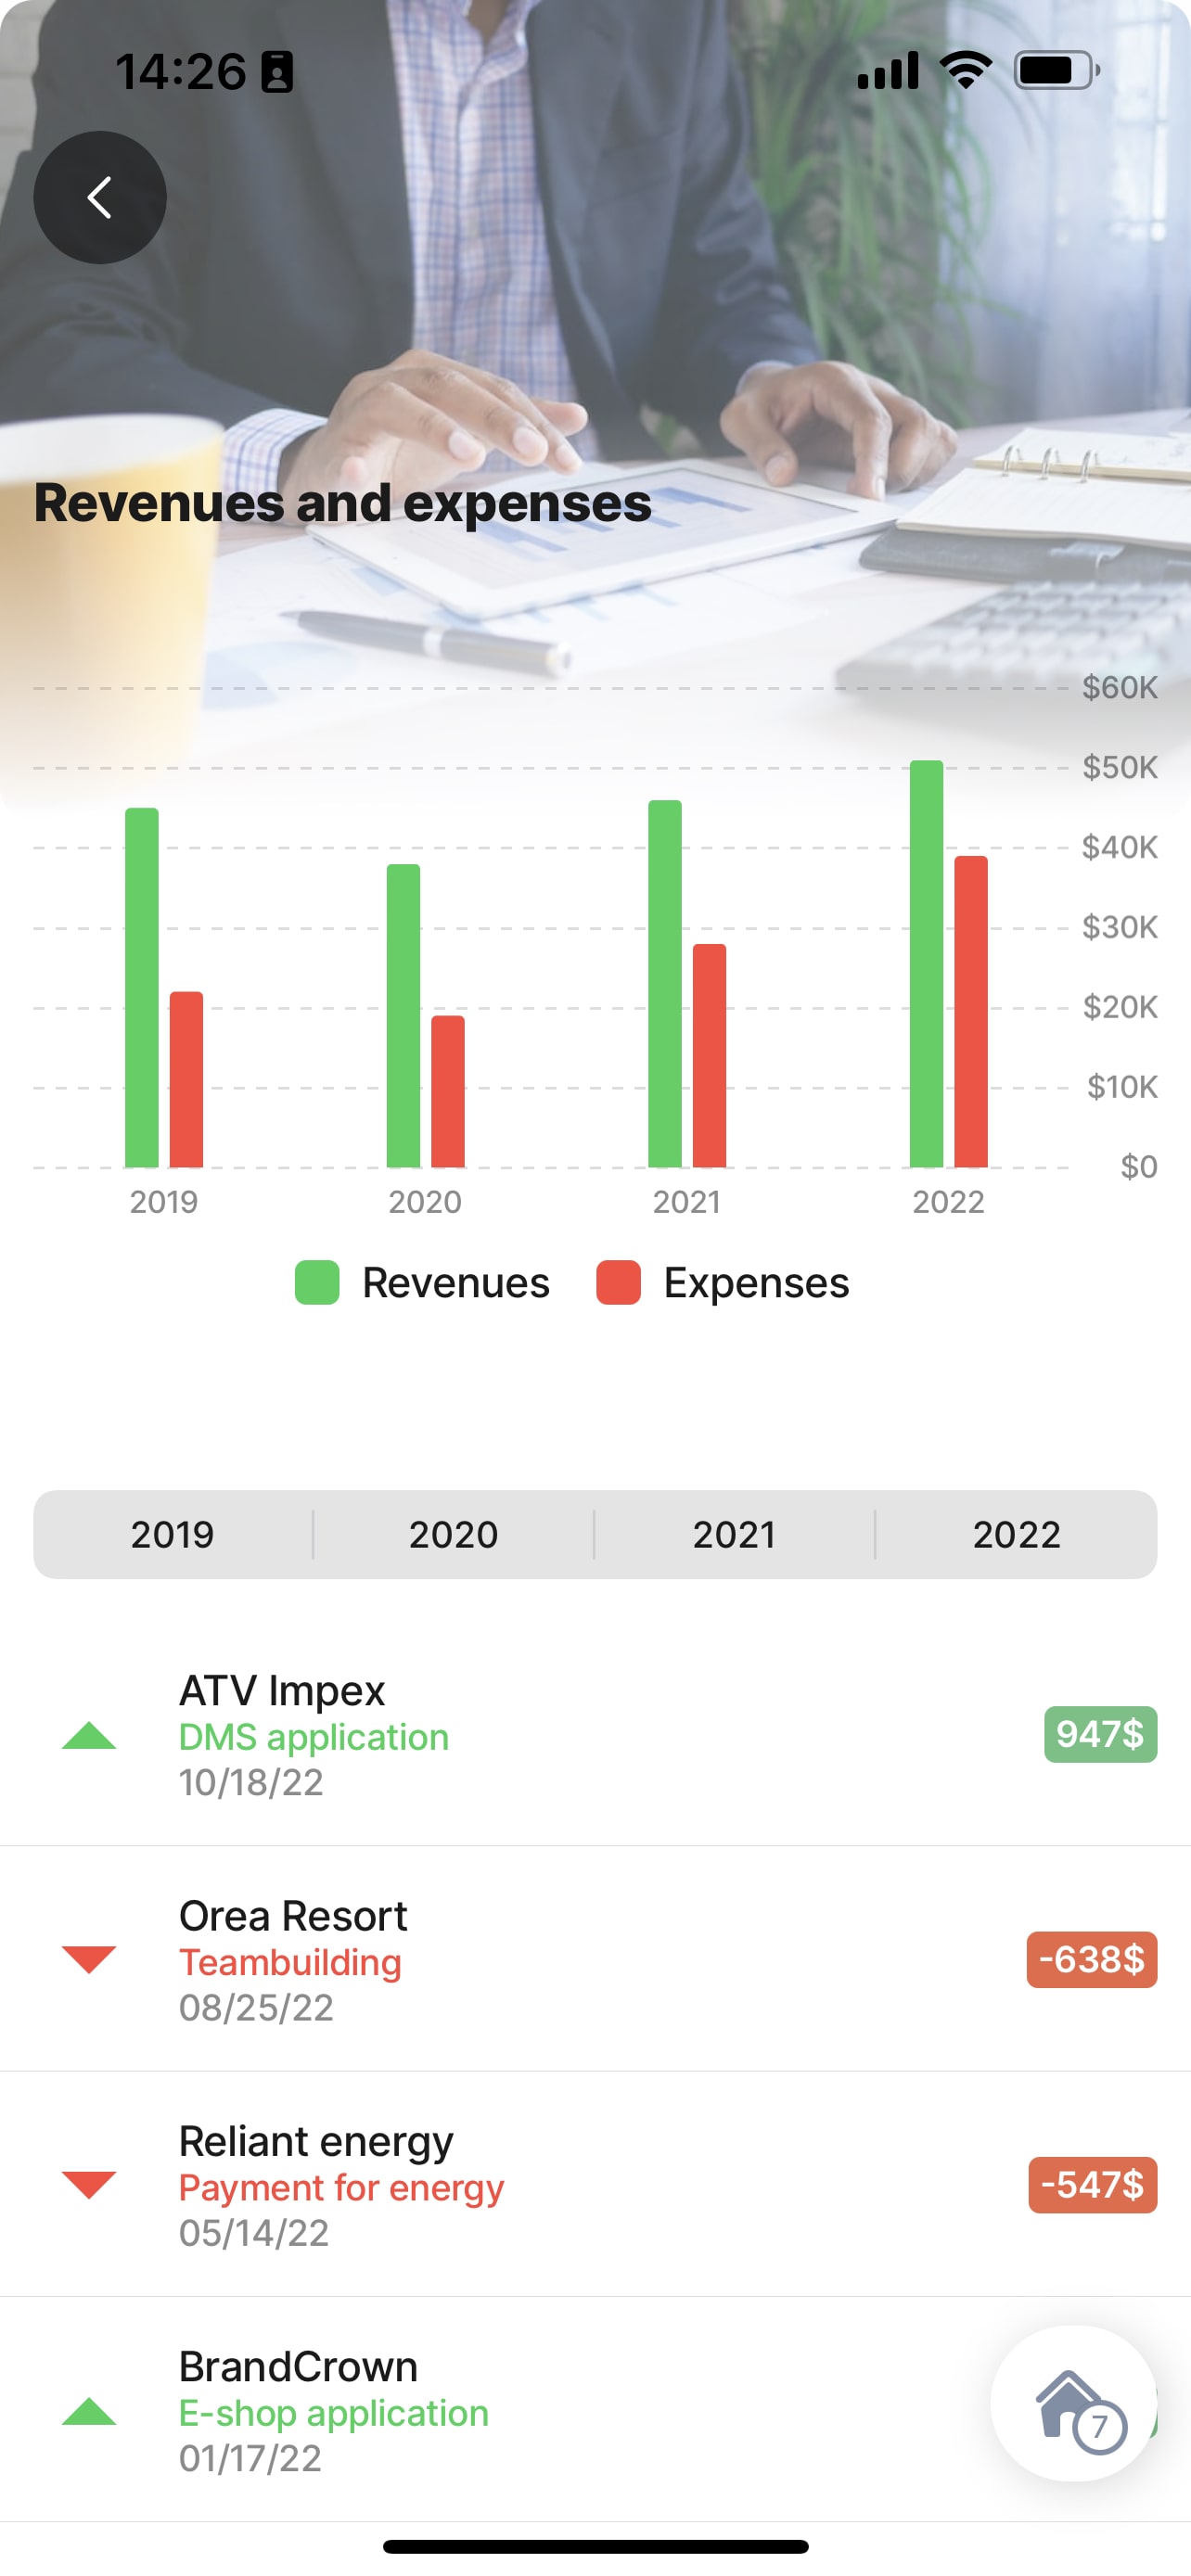 14:26
Revenues and expenses
$60K
$50K
$40K
$30K
$20K
$10K
$0
2019 2020 2021 2022
Revenues Expenses
2019 2020 2021 2022
ATV Impex
DMS application
947$
10/18/22
Orea Resort
Teambuilding
-638$
08/25/22
Reliant energy
Payment for energy
-547$
05/14/22
BrandCrown
E-shop application
7
01/17/22